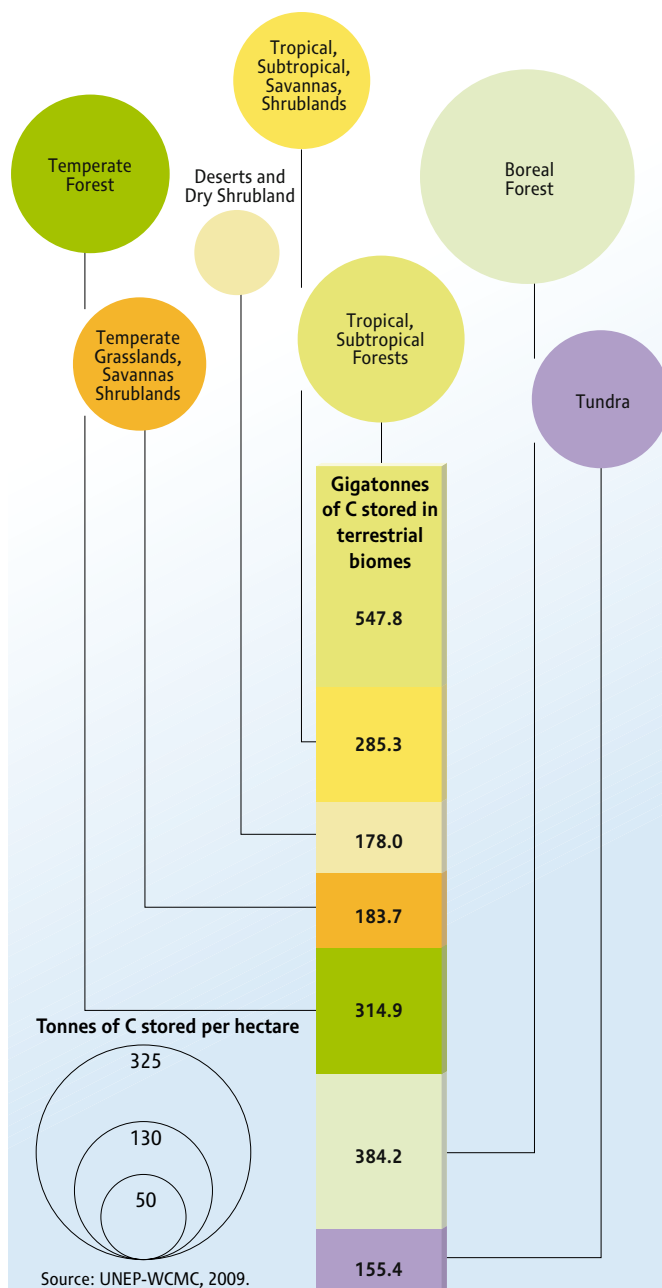 Tropical,
Subtropical,
Savannas,
Shrublands
Temperate
Forest
Deserts and
Dry Shrubland
Boreal
Forest
Temperate
Grasslands,
Savannas
Shrublands
Tropical,
Subtropical
Forests
Tundra
Gigatonnes
of C stored in
terrestrial
biomes
547.8
285.3
178.0
183.7
314.9
384.2
155.4
Tonnes of C stored per hectare
325
130
50
Source: UNEP-WCMC, 2009.